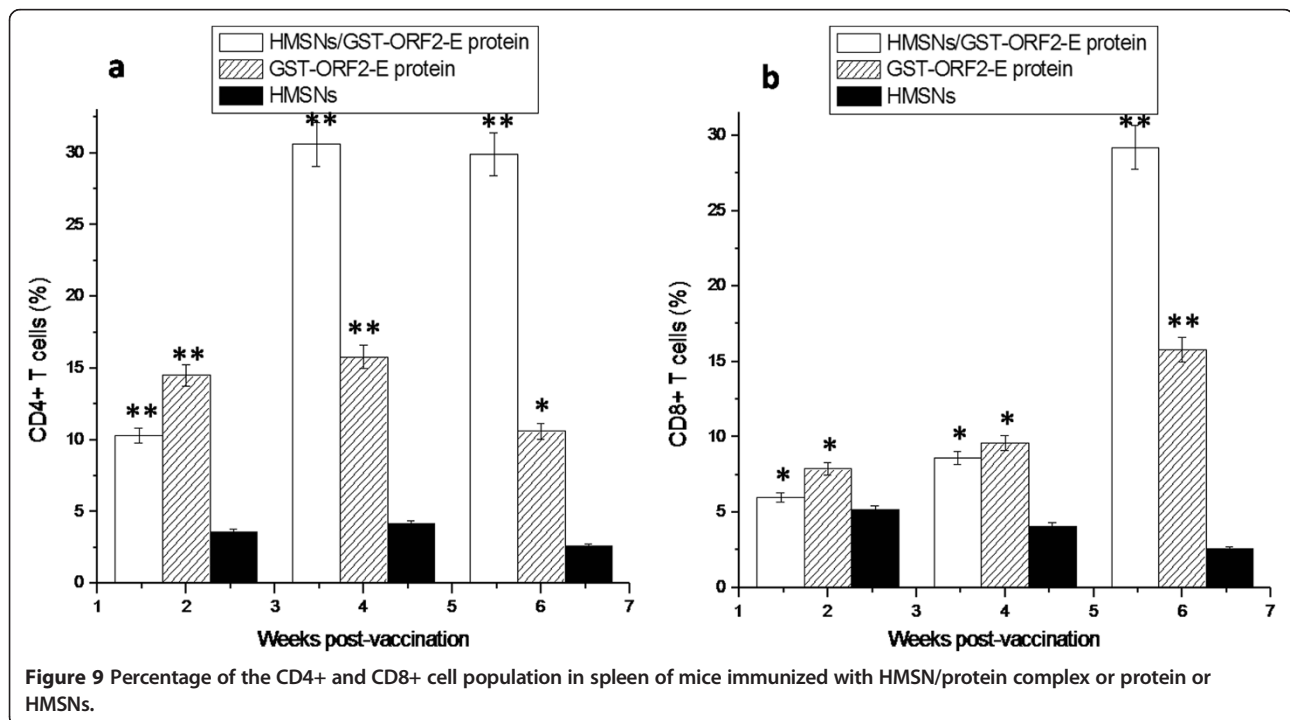 a
HMSNs/GST-ORF2-E protein
GST-ORF2-E protein
HMSNs
** ** ** ** ** *
CD4+ T cells (%)
30
25
20
15
10
5
0
1 2 3 4 5 6 7
Weeks post-vaccination
b
HMSNs/GST-ORF2-E protein
GST-ORF2-E protein
HMSNs
* * * * ** **
CD8+ T cells (%)
30
25
20
15
10
5
0
1 2 3 4 5 6 7
Weeks post-vaccination
Figure 9 Percentage of the CD4+ and CD8+ cell population in spleen of mice immunized with HMSN/protein complex or protein or
HMSNs.